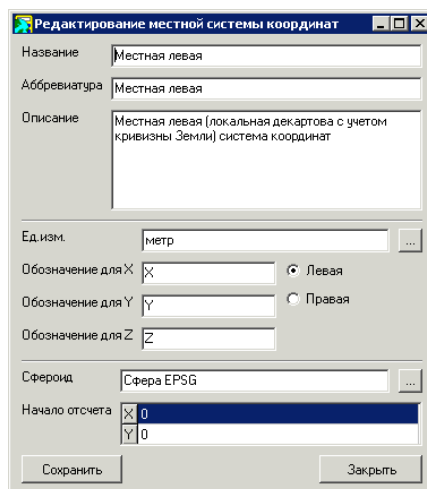 Редактирование местной системы координат
Название Местная левая
Аббревиатура Местная левая
Описание Местная левая (локальная декартова с учетом
кривизны Земли) система координат
Ед.изм. метр ...
Обозначение для X X Левая
Обозначение для Y Y Правая
Обозначение для Z Z
Сфероид Сфера EPSG ...
Начало отсчета X 0
Y 0
Сохранить Закрыть